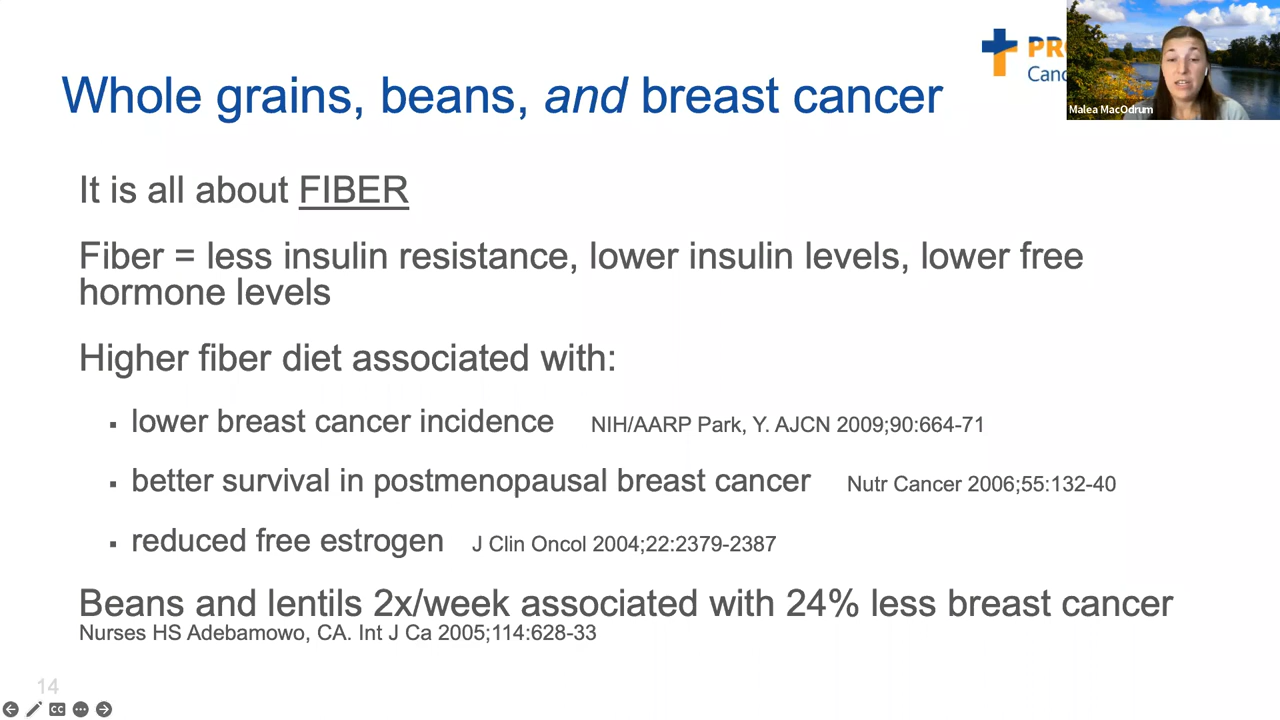 Whole grains, beans, and breast cancer
PRO
Canc
Malea MacOdrum
It is all about FIBER
Fiber = less insulin resistance, lower insulin levels, lower free
hormone levels
Higher fiber diet associated with:
▪ lower breast cancer incidence NIH/AARP Park, Y. AJCN 2009;90:664-71
▪ better survival in postmenopausal breast cancer Nutr Cancer 2006;55:132-40
▪ reduced free estrogen J Clin Oncol 2004;22:2379-2387
Beans and lentils 2x/week associated with 24% less breast cancer
Nurses HS Adebamowo, CA. Int J Ca 2005;114:628-33
14
CC